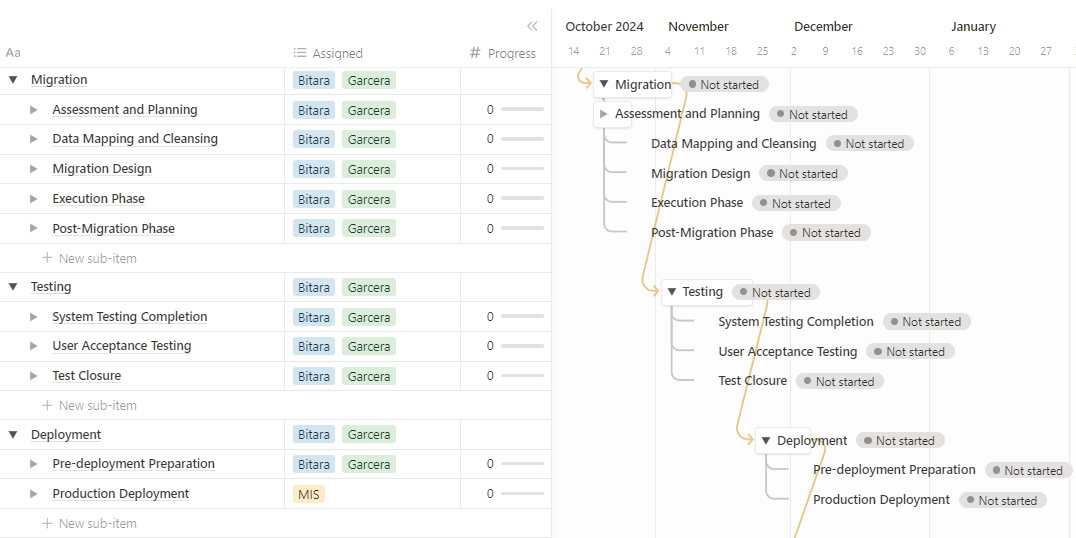 October 2024 November December January
Aa Assigned # Progress 14 21 28 4 11 18 25 2 9 16 23 30 6 13 20 27
Migration Bitara Garcera Migration Not started
Assessment and Planning Bitara Garcera 0 Assessment and Planning Not started
Data Mapping and Cleansing Bitara Garcera 0 Data Mapping and Cleansing Not started
Migration Design Bitara Garcera 0 Migration Design Not started
Execution Phase Bitara Garcera 0 Execution Phase Not started
Post-Migration Phase Bitara Garcera 0 Post-Migration Phase Not started
+ New sub-item
Testing Bitara Garcera Testing Not started
System Testing Completion Bitara Garcera 0 System Testing Completion Not started
User Acceptance Testing Bitara Garcera 0 User Acceptance Testing Not started
Test Closure Bitara Garcera 0 Test Closure Not started
+ New sub-item
Deployment Bitara Garcera Deployment Not started
Pre-deployment Preparation Bitara Garcera 0 Pre-deployment Preparation Not started
Production Deployment MIS 0 Production Deployment Not started
+ New sub-item